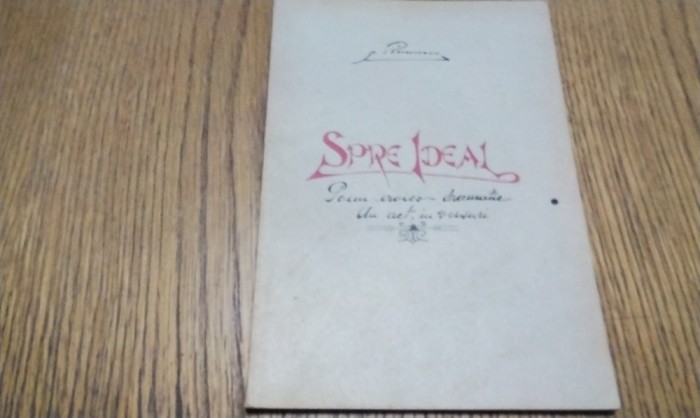 SPRE IDEAL
Poem eroico-dramatic
Un act, in versuri